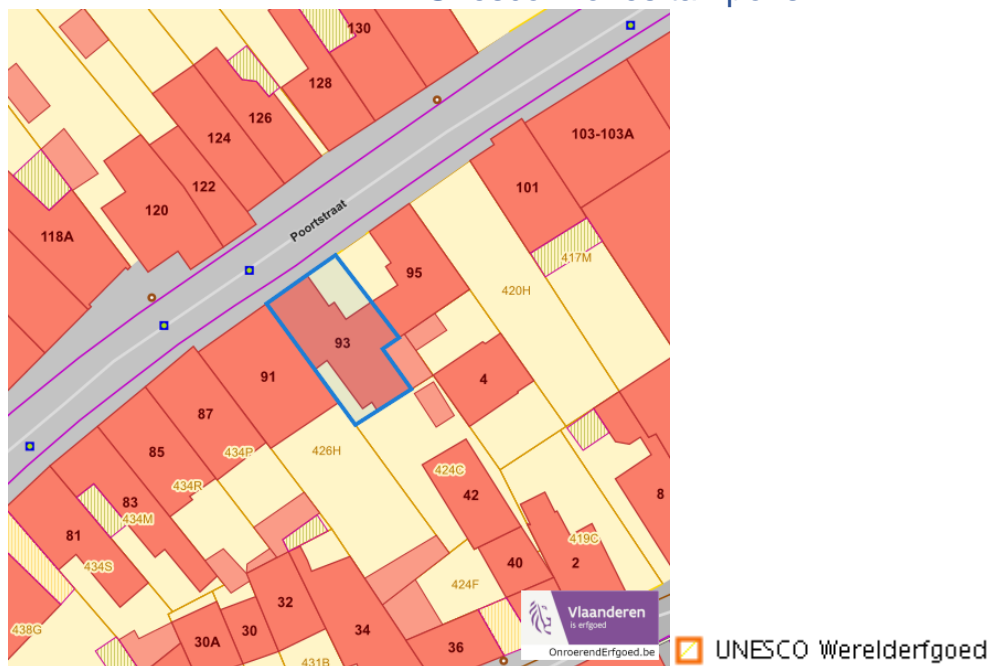 130
128
126
124
103-103A
122
101
120
Poortstraat
118A
417M
95
420H
93
4
91
87
434P
426H
85
424C
434R
42
8
83
434M
81
419C
434S
40
2
424F
32
438G
30A
30
34
36
431B
Vlaanderen
is erfgoed
OnroerendErfgoed.be
UNESCO Werelderfgoed